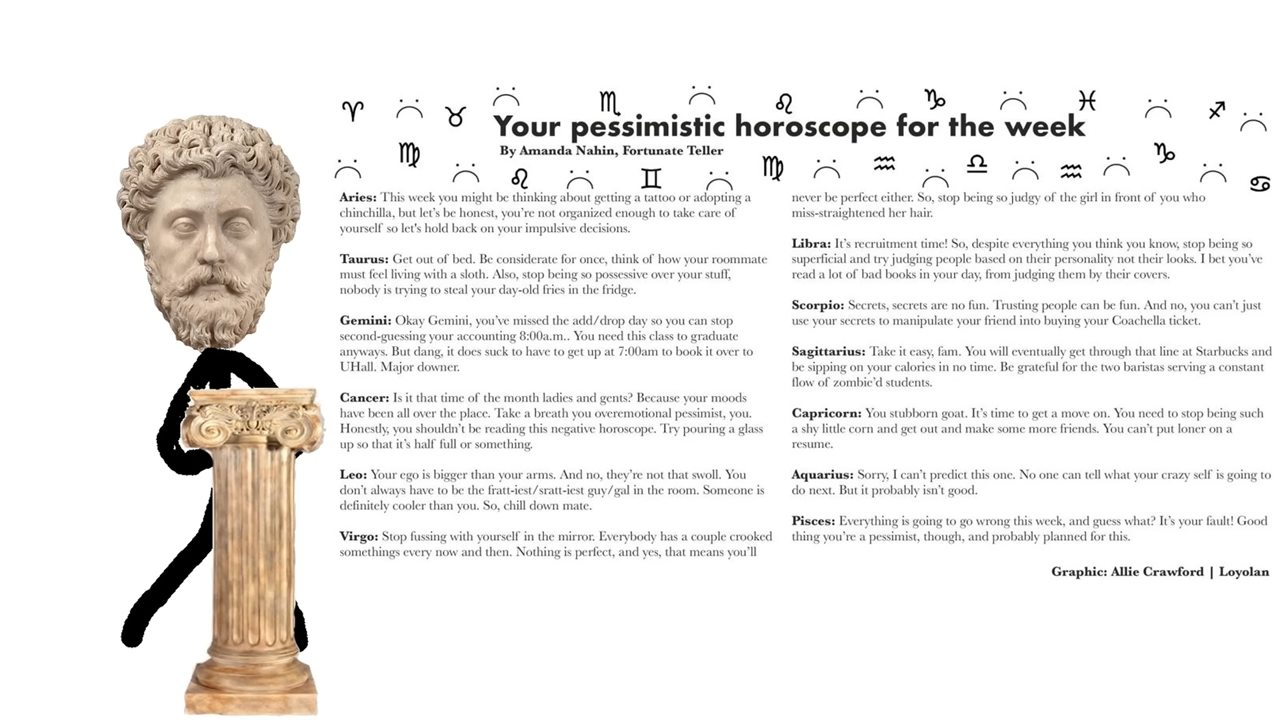 Your pessimistic horoscope for the week
By Amanda Nahin, Fortunate Teller
Aries: This week you might be thinking about getting a tattoo or adopting a
chinchilla, but let's be honest, you're not organized enough to take care of
yourself so let's hold back on your impulsive decisions.
Taurus: Get out of bed. Be considerate for once, think of how your roommate
must feel living with a sloth. Also, stop being so possessive over your stuff,
nobody is trying to steal your day-old fries in the fridge.
Gemini: Okay Gemini, you've missed the add/drop day so you can stop
second-guessing your accounting 8:00a.m.. You need this class to graduate
anyways. But dang, it does suck to have to get up at 7:00am to book it over to
UHall. Major downer.
Cancer: Is it that time of the month ladies and gents? Because your moods
have been all over the place. Take a breath you overemotional pessimist, you.
Honestly, you shouldn't be reading this negative horoscope. Try pouring a glass
up so that it's half full or something.
Leo: Your ego is bigger than your arms. And no, they're not that swoll. You
don't always have to be the fratt-iest/sratt-iest guy/gal in the room. Someone is
definitely cooler than you. So, chill down mate.
Virgo: Stop fussing with yourself in the mirror. Everybody has a couple crooked
somethings every now and then. Nothing is perfect, and yes, that means you'll
never be perfect either. So, stop being so judgy of the girl in front of you who
miss-straightened her hair.
Libra: It's recruitment time! So, despite everything you think you know, stop being so
superficial and try judging people based on their personality not their looks. I bet you've
read a lot of bad books in your day, from judging them by their covers.
Scorpio: Secrets, secrets are no fun. Trusting people can be fun. And no, you can't just
use your secrets to manipulate your friend into buying your Coachella ticket.
Sagittarius: Take it easy, fam. You will eventually get through that line at Starbucks and
be sipping on your calories in no time. Be grateful for the two baristas serving a constant
flow of zombie'd students.
Capricorn: You stubborn goat. It's time to get a move on. You need to stop being such
a shy little corn and get out and make some more friends. You can't put loner on a
resume.
Aquarius: Sorry, I can't predict this one. No one can tell what your crazy self is going to
do next. But it probably isn't good.
Pisces: Everything is going to go wrong this week, and guess what? It's your fault! Good
thing you're a pessimist, though, and probably planned for this.
Graphic: Allie Crawford | Loyolan